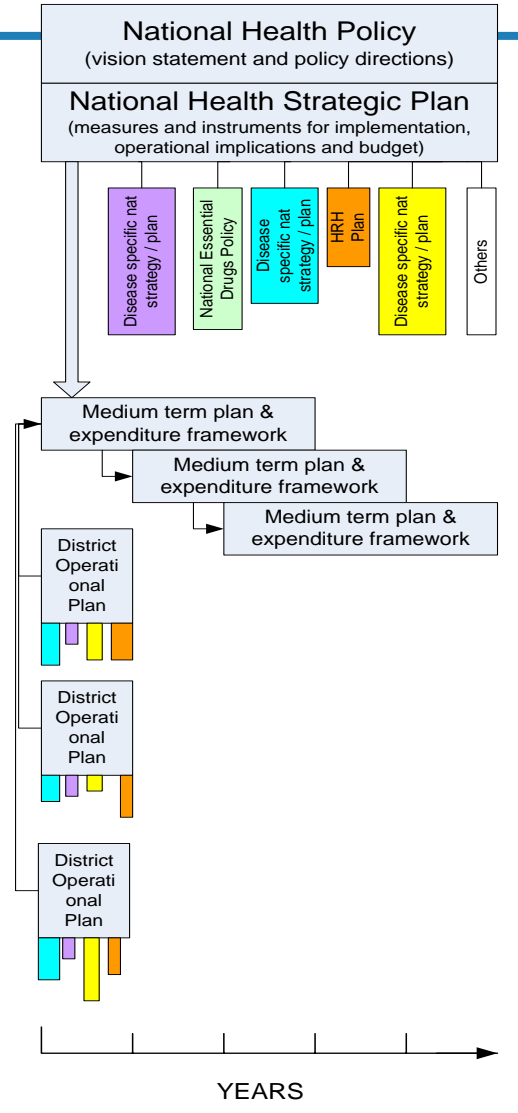 National Health Policy
(vision statement and policy directions)
National Health Strategic Plan
(measures and instruments for implementation,
operational implications and budget)
Disease specific nat
strategy / plan
National Essential
Drugs Policy
Disease
specific nat
strategy / plan
HRH
Plan
Disease specific nat
strategy / plan
Others
Medium term plan &
expenditure framework
Medium term plan &
expenditure framework
Medium term plan &
expenditure framework
District
Operati
onal
Plan
District
Operati
onal
Plan
District
Operati
onal
Plan
YEARS